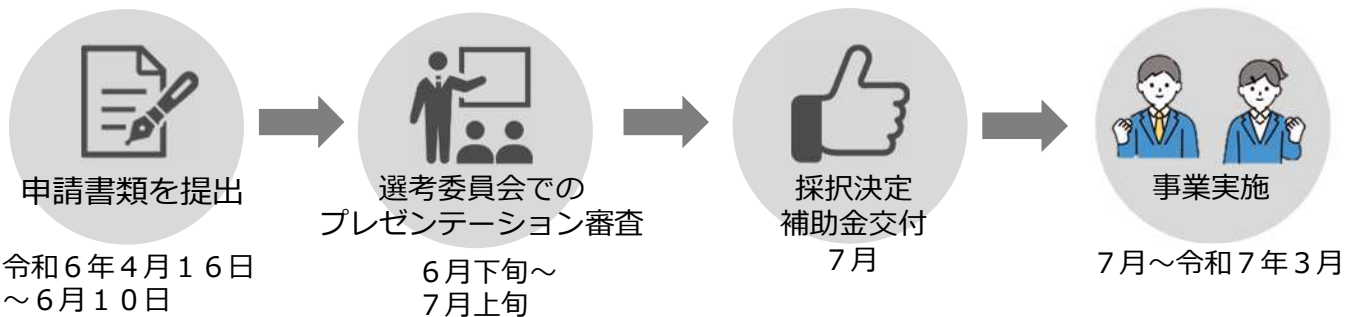 申請書類を提出
令和６年４月１６日
～６月１０日
選考委員会での
プレゼンテーション審査
６月下旬～
７月上旬
採択決定
補助金交付
７月
事業実施
７月～令和７年３月